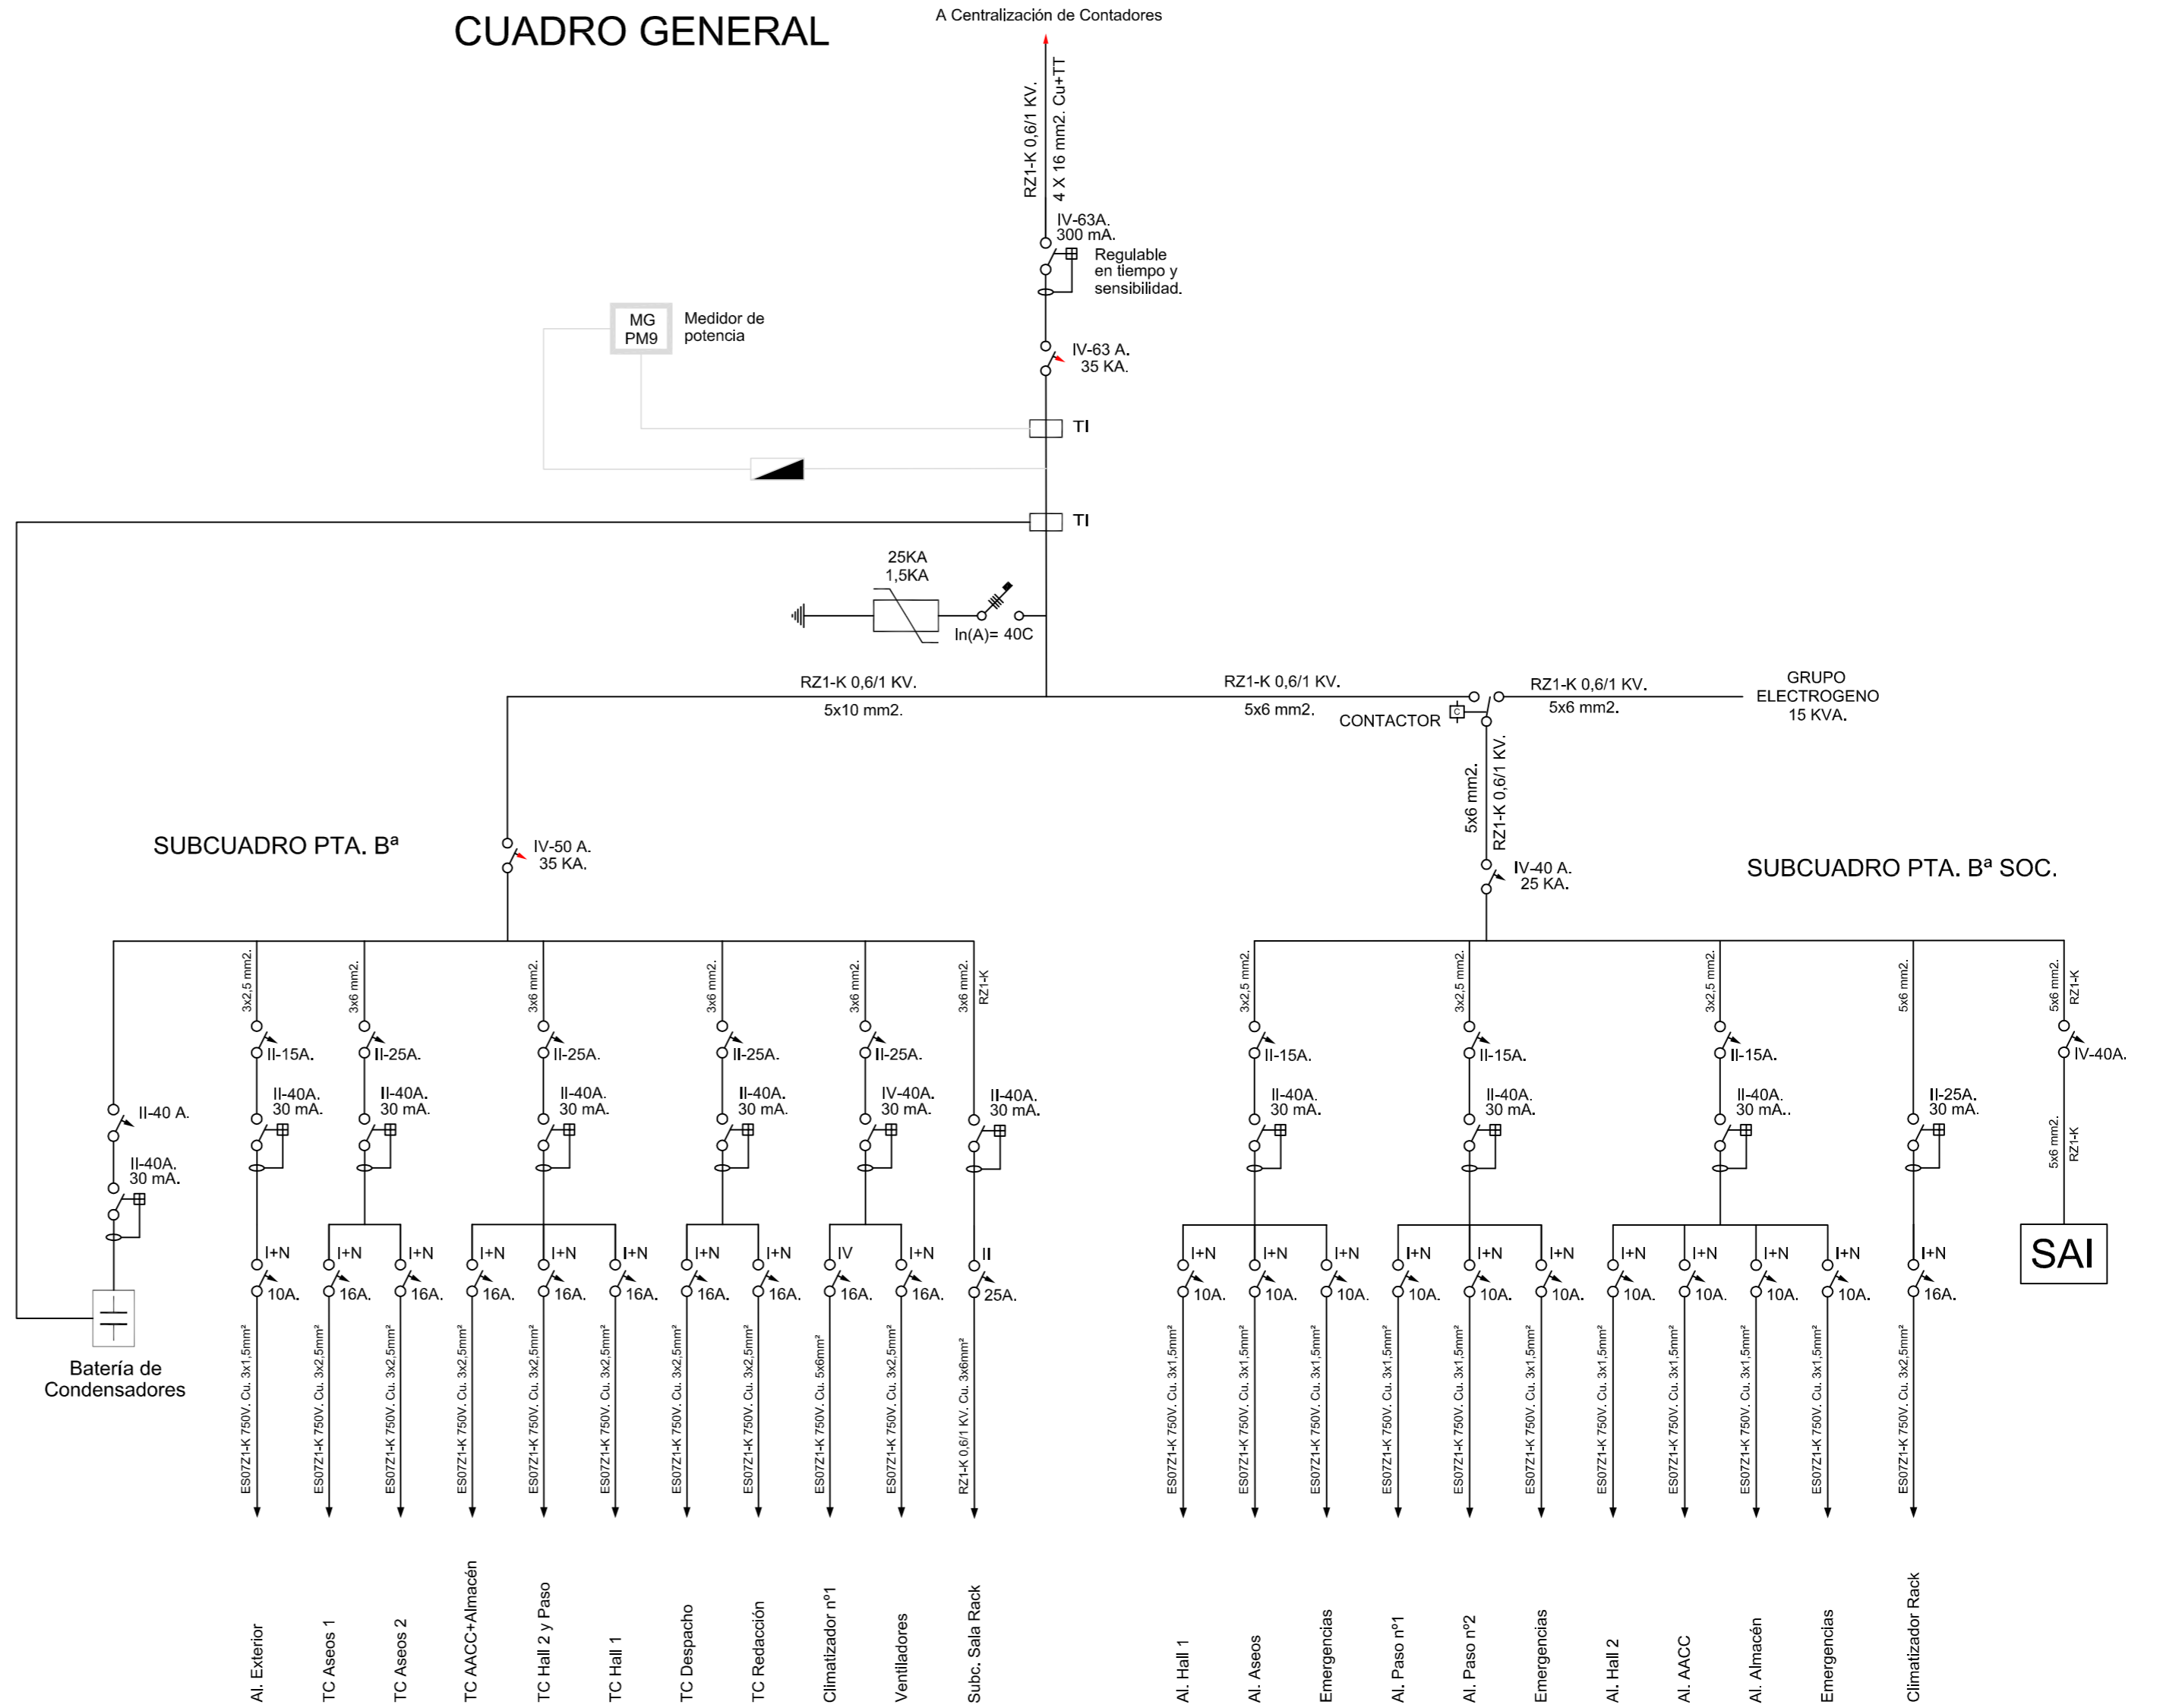 CUADRO GENERAL
A Centralización de Contadores
RZ1-K 0,6/1 KV.
4 X 16 mm2. Cu+TT
IV-63A.
300 mA.
Regulable
en tiempo y
sensibilidad.
MG
PM9
Medidor de
potencia
IV-63 A.
35 KA.
TI
TI
25KA
1,5KA
In(A)= 40C
RZ1-K 0,6/1 KV.
5x10 mm2.
RZ1-K 0,6/1 KV.
5x6 mm2.
CONTACTOR
C
RZ1-K 0,6/1 KV.
5x6 mm2.
GRUPO
ELECTROGENO
15 KVA.
5x6 mm2.
RZ1-K 0,6/1 KV.
SUBCUADRO PTA. Bª
IV-50 A.
35 KA.
IV-40 A.
25 KA.
SUBCUADRO PTA. Bª SOC.
3x2,5 mm2.
3x6 mm2.
3x6 mm2.
3x6 mm2.
3x6 mm2.
3x6 mm2.
RZ1-K
3x2,5 mm2.
3x2,5 mm2.
3x2,5 mm2.
5x6 mm2.
5x6 mm2.
RZ1-K
II-15A.
II-25A.
II-25A.
II-25A.
II-25A.
II-15A.
II-15A.
II-15A.
IV-40A.
II-40 A.
II-40A.
30 mA.
II-40A.
30 mA.
II-40A.
30 mA.
II-40A.
30 mA.
II-40A.
30 mA.
IV-40A.
30 mA.
II-40A.
30 mA.
II-40A.
30 mA.
II-40A.
30 mA.
II-40A.
30 mA..
II-25A.
30 mA.
5x6 mm2.
RZ1-K
I+N
10A.
I+N
16A.
I+N
16A.
I+N
16A.
I+N
16A.
I+N
16A.
I+N
16A.
I+N
16A.
IV
16A.
I+N
16A.
II
25A.
I+N
10A.
I+N
10A.
I+N
10A.
I+N
10A.
I+N
10A.
I+N
10A.
I+N
10A.
I+N
10A.
I+N
10A.
I+N
10A.
I+N
16A.
SAI
Batería de
Condensadores
ES07Z1-K 750V. Cu. 3x1,5mm²
ES07Z1-K 750V. Cu. 3x2,5mm²
ES07Z1-K 750V. Cu. 3x2,5mm²
ES07Z1-K 750V. Cu. 3x2,5mm²
ES07Z1-K 750V. Cu. 3x2,5mm²
ES07Z1-K 750V. Cu. 3x2,5mm²
ES07Z1-K 750V. Cu. 3x2,5mm²
ES07Z1-K 750V. Cu. 3x2,5mm²
ES07Z1-K 750V. Cu. 5x6mm²
ES07Z1-K 750V. Cu. 3x2,5mm²
RZ1-K 0,6/1 KV. Cu. 3x6mm²
ES07Z1-K 750V. Cu. 3x1,5mm²
ES07Z1-K 750V. Cu. 3x1,5mm²
ES07Z1-K 750V. Cu. 3x1,5mm²
ES07Z1-K 750V. Cu. 3x1,5mm²
ES07Z1-K 750V. Cu. 3x1,5mm²
ES07Z1-K 750V. Cu. 3x1,5mm²
ES07Z1-K 750V. Cu. 3x1,5mm²
ES07Z1-K 750V. Cu. 3x1,5mm²
ES07Z1-K 750V. Cu. 3x1,5mm²
ES07Z1-K 750V. Cu. 3x1,5mm²
ES07Z1-K 750V. Cu. 3x2,5mm²
Al. Exterior
TC Aseos 1
TC Aseos 2
TC AACC+Almacén
TC Hall 2 y Paso
TC Hall 1
TC Despacho
TC Redacción
Climatizador nº1
Ventiladores
Subc. Sala Rack
Al. Hall 1
Al. Aseos
Emergencias
Al. Paso nº1
Al. Paso nº2
Emergencias
Al. Hall 2
Al. AACC
Al. Almacén
Emergencias
Climatizador Rack